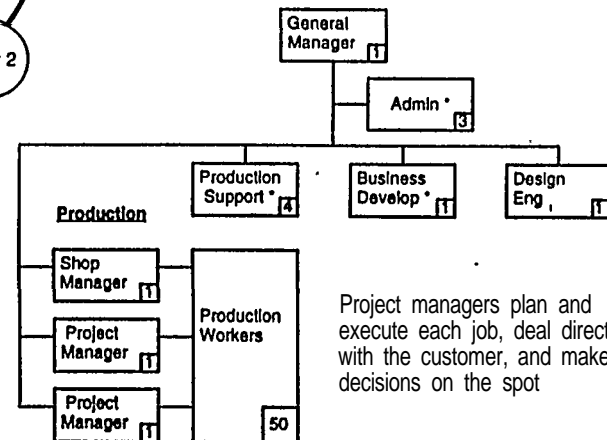 2
General
Manager
1
Admin *
3
Production
Support *
4
Business
Develop *
1
Design
Eng
1
Production
Shop
Manager
1
Project
Manager
1
Project
Manager
1
Production
Workers
50
Project managers plan and
execute each job, deal direct
with the customer, and make
decisions on the spot